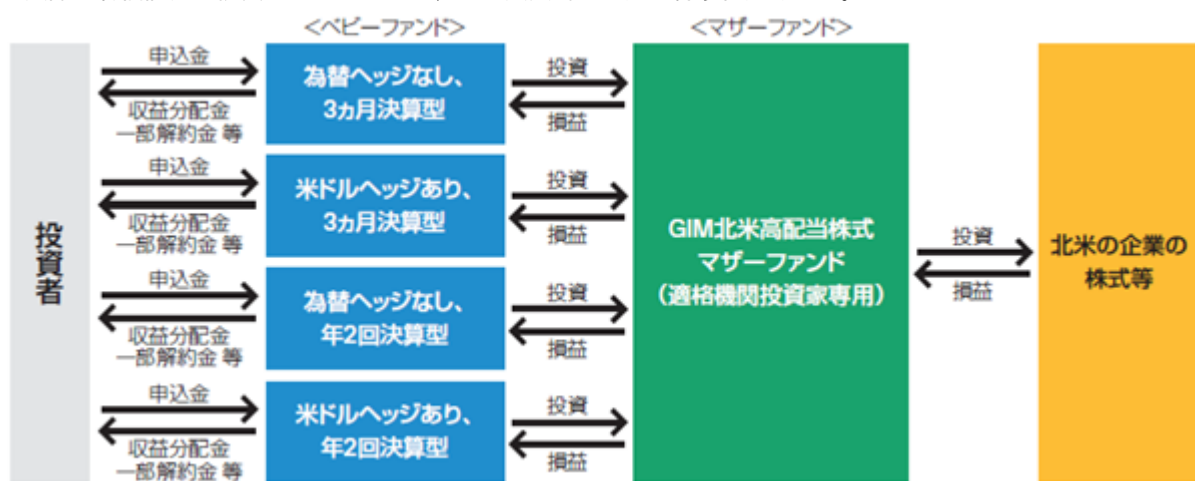 <ベビーファンド>
<マザーファンド>
投資者
申込金
収益分配金
一部解約金 等
為替ヘッジなし、
3ヵ月決算型
投資
損益
申込金
収益分配金
一部解約金 等
米ドルヘッジあり、
3ヵ月決算型
投資
損益
申込金
収益分配金
一部解約金 等
為替ヘッジなし、
年2回決算型
投資
損益
申込金
収益分配金
一部解約金 等
米ドルヘッジあり、
年2回決算型
投資
損益
GIM北米高配当株式
マザーファンド
(適格機関投資家専用)
投資
損益
北米の企業の
株式等